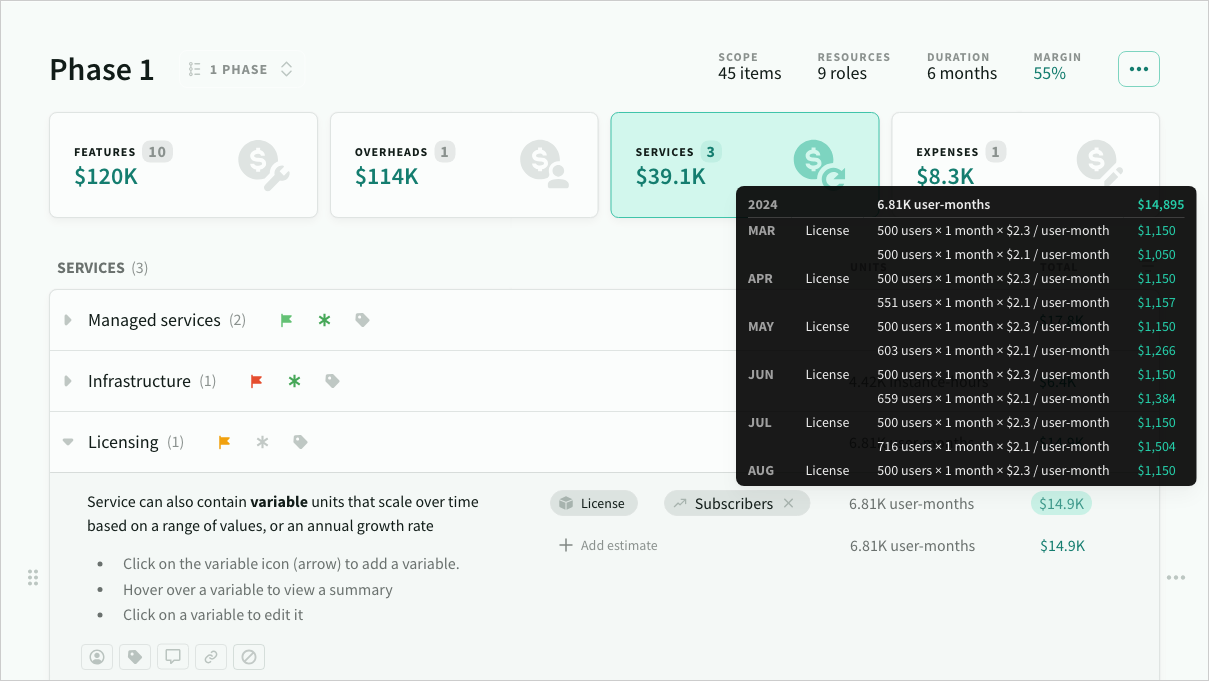 Phase 1
1 PHASE
SCOPE
45 items
RESOURCES
9 roles
DURATION
6 months
MARGIN
55%
FEATURES 10
$120K
OVERHEADS 1
$114K
SERVICES 3
$39.1K
EXPENSES 1
$8.3K
2024 6.81K user-months $14,895
MAR License 500 users × 1 month × $2.3 / user-month $1,150
500 users × 1 month × $2.1 / user-month $1,050
APR License 500 users × 1 month × $2.3 / user-month $1,150
551 users × 1 month × $2.1 / user-month $1,157
MAY License 500 users × 1 month × $2.3 / user-month $1,150
603 users × 1 month × $2.1 / user-month $1,266
JUN License 500 users × 1 month × $2.3 / user-month $1,150
659 users × 1 month × $2.1 / user-month $1,384
JUL License 500 users × 1 month × $2.3 / user-month $1,150
716 users × 1 month × $2.1 / user-month $1,504
AUG License 500 users × 1 month × $2.3 / user-month $1,150
SERVICES (3)
Managed services (2)
Infrastructure (1)
Licensing (1)
Service can also contain variable units that scale over time
based on a range of values, or an annual growth rate
• Click on the variable icon (arrow) to add a variable.
• Hover over a variable to view a summary
• Click on a variable to edit it
License Subscribers 6.81K user-months $14.9K
Add estimate 6.81K user-months $14.9K